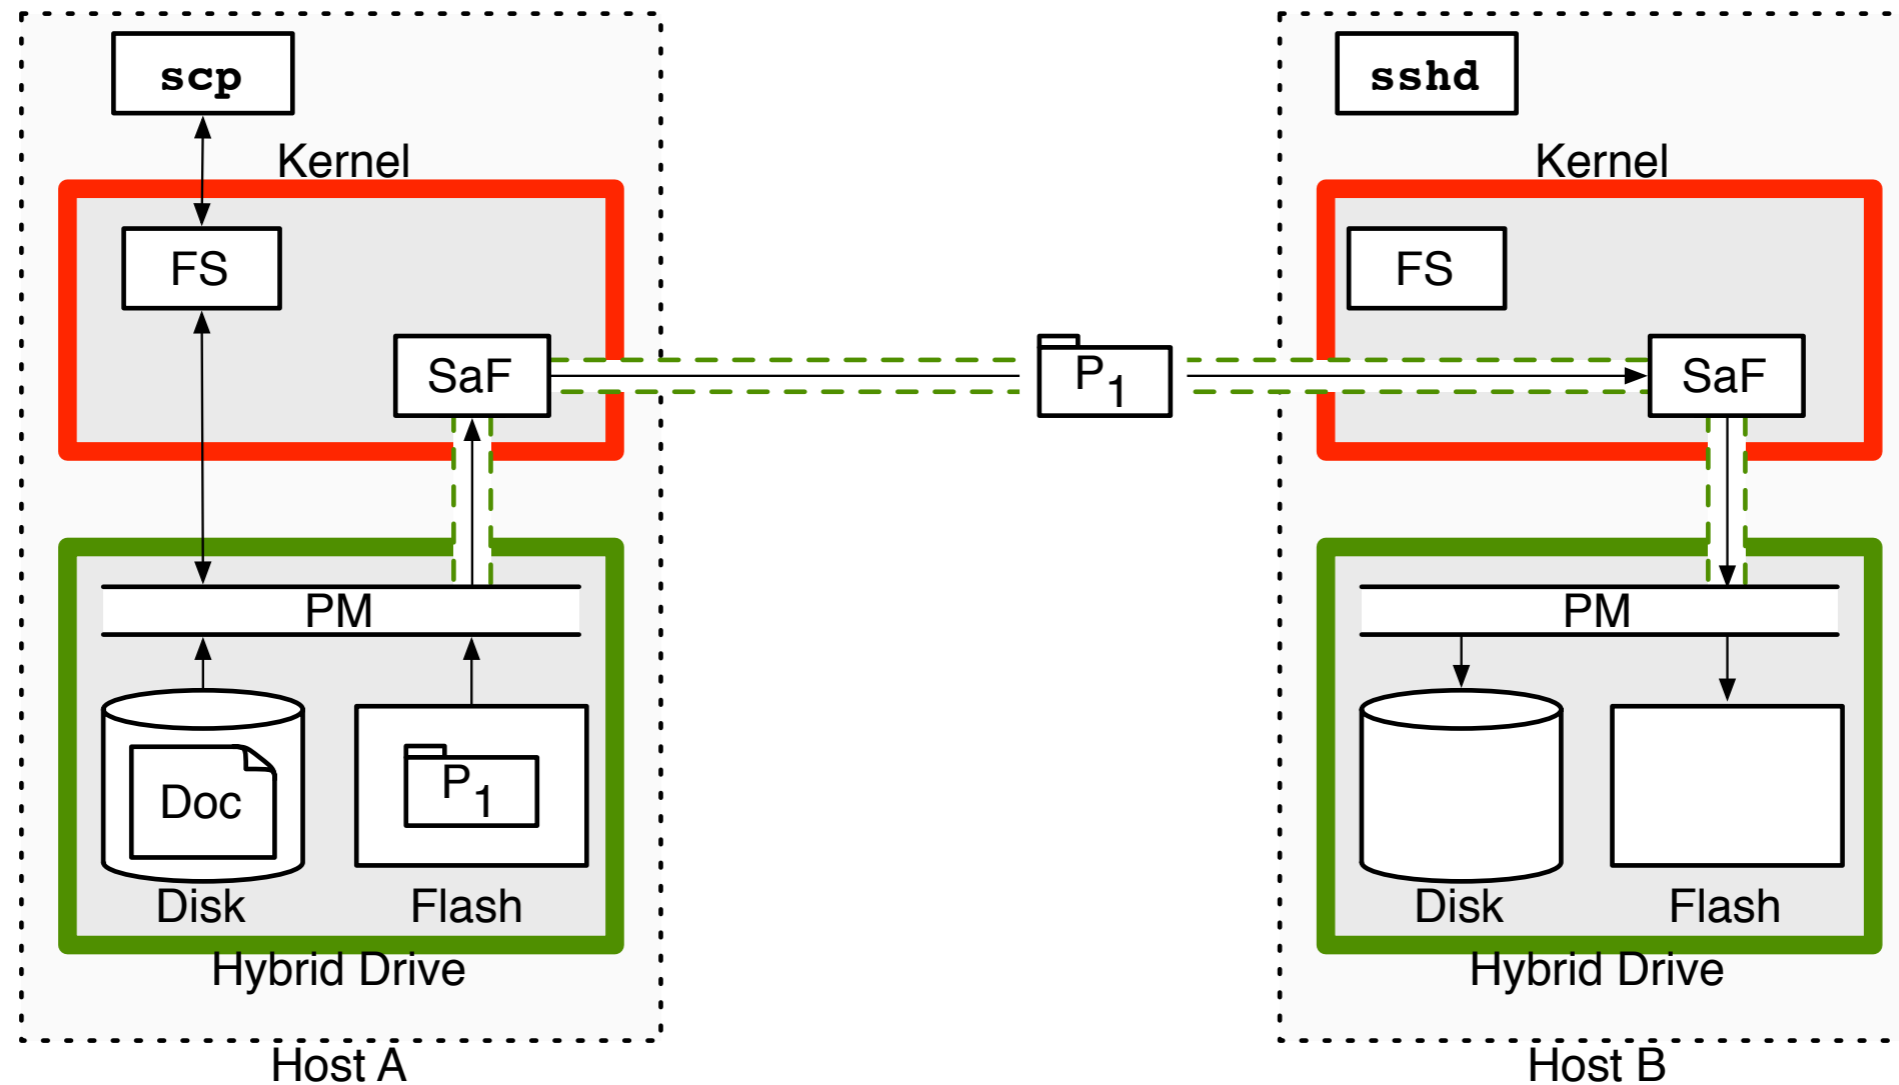 scp
Kernel
FS
SaF
PM
Doc
P1
Disk
Flash
Hybrid Drive
Host A
P1
sshd
Kernel
FS
SaF
PM
Disk
Flash
Hybrid Drive
Host B